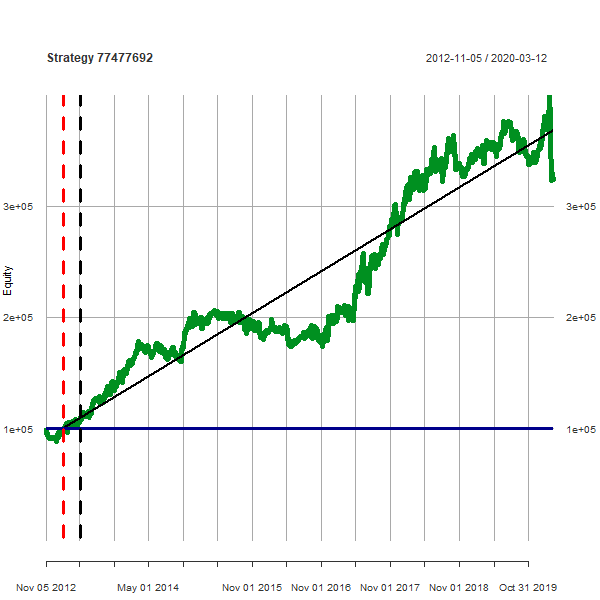 Strategy 77477692
2012-11-05 / 2020-03-12
3e+05
3e+05
Equity
2e+05
2e+05
1e+05
1e+05
Nov 05 2012
May 01 2014
Nov 01 2015
Nov 01 2016
Nov 01 2017
Nov 01 2018
Oct 31 2019